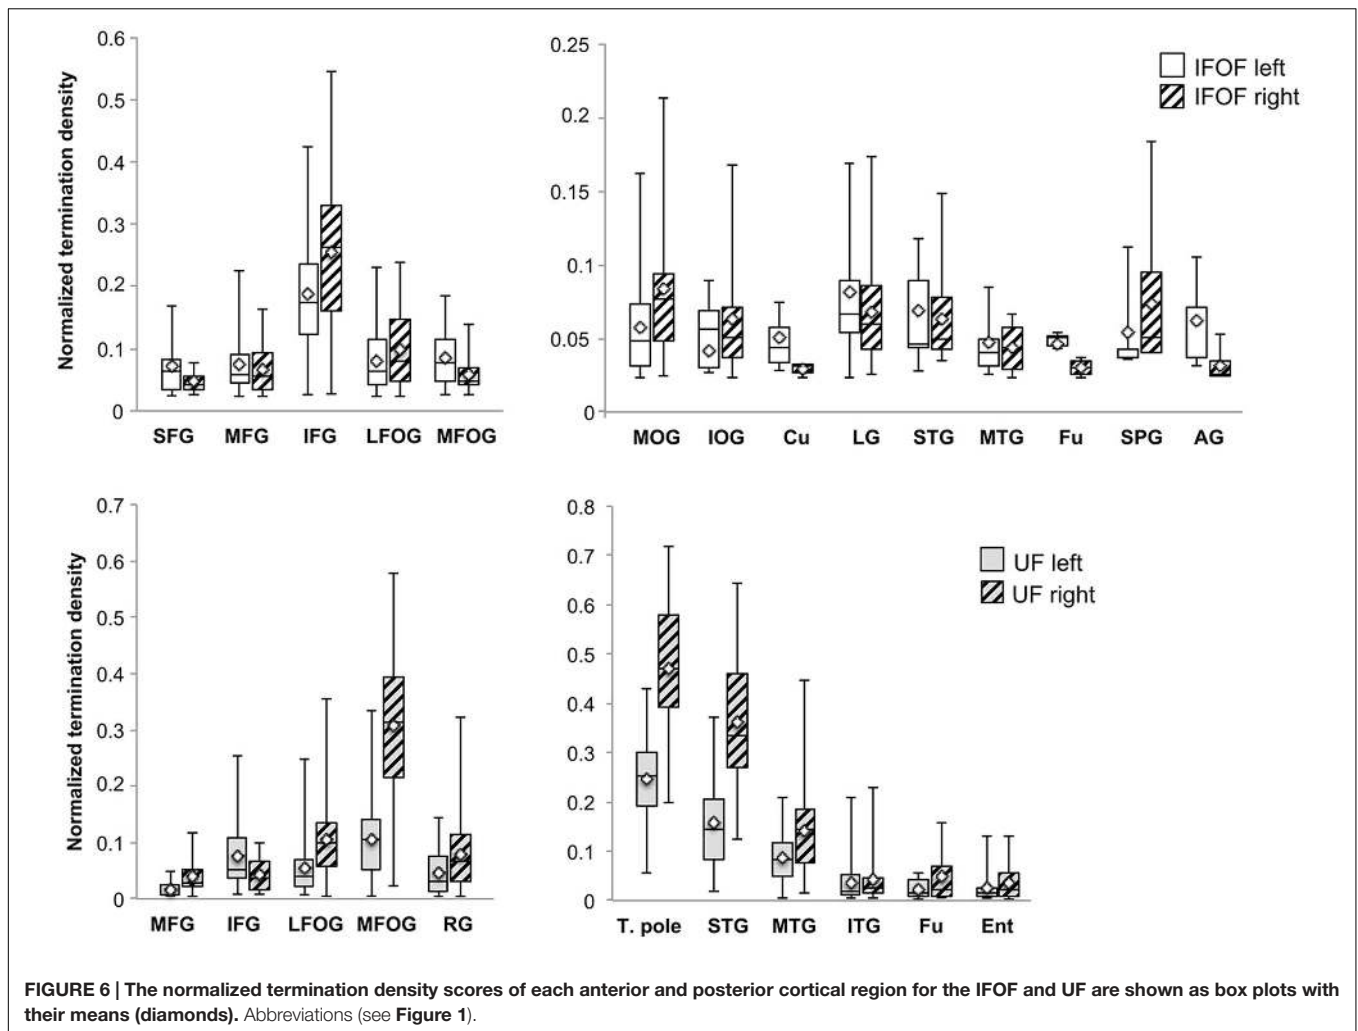 Normalized termination density
0.6
0.5
0.4
0.3
0.2
0.1
0
SFG MFG IFG LFOG MFOG
0.25
0.2
0.15
0.1
0.05
0
MOG IOG Cu LG STG MTG Fu SPG AG
IFOF left
IFOF right
Normalized termination density
0.7
0.6
0.5
0.4
0.3
0.2
0.1
0
MFG IFG LFOG MFOG RG
0.8
0.7
0.6
0.5
0.4
0.3
0.2
0.1
0
T. pole STG MTG ITG Fu Ent
UF left
UF right
FIGURE 6 | The normalized termination density scores of each anterior and posterior cortical region for the IFOF and UF are shown as box plots with
their means (diamonds). Abbreviations (see Figure 1).